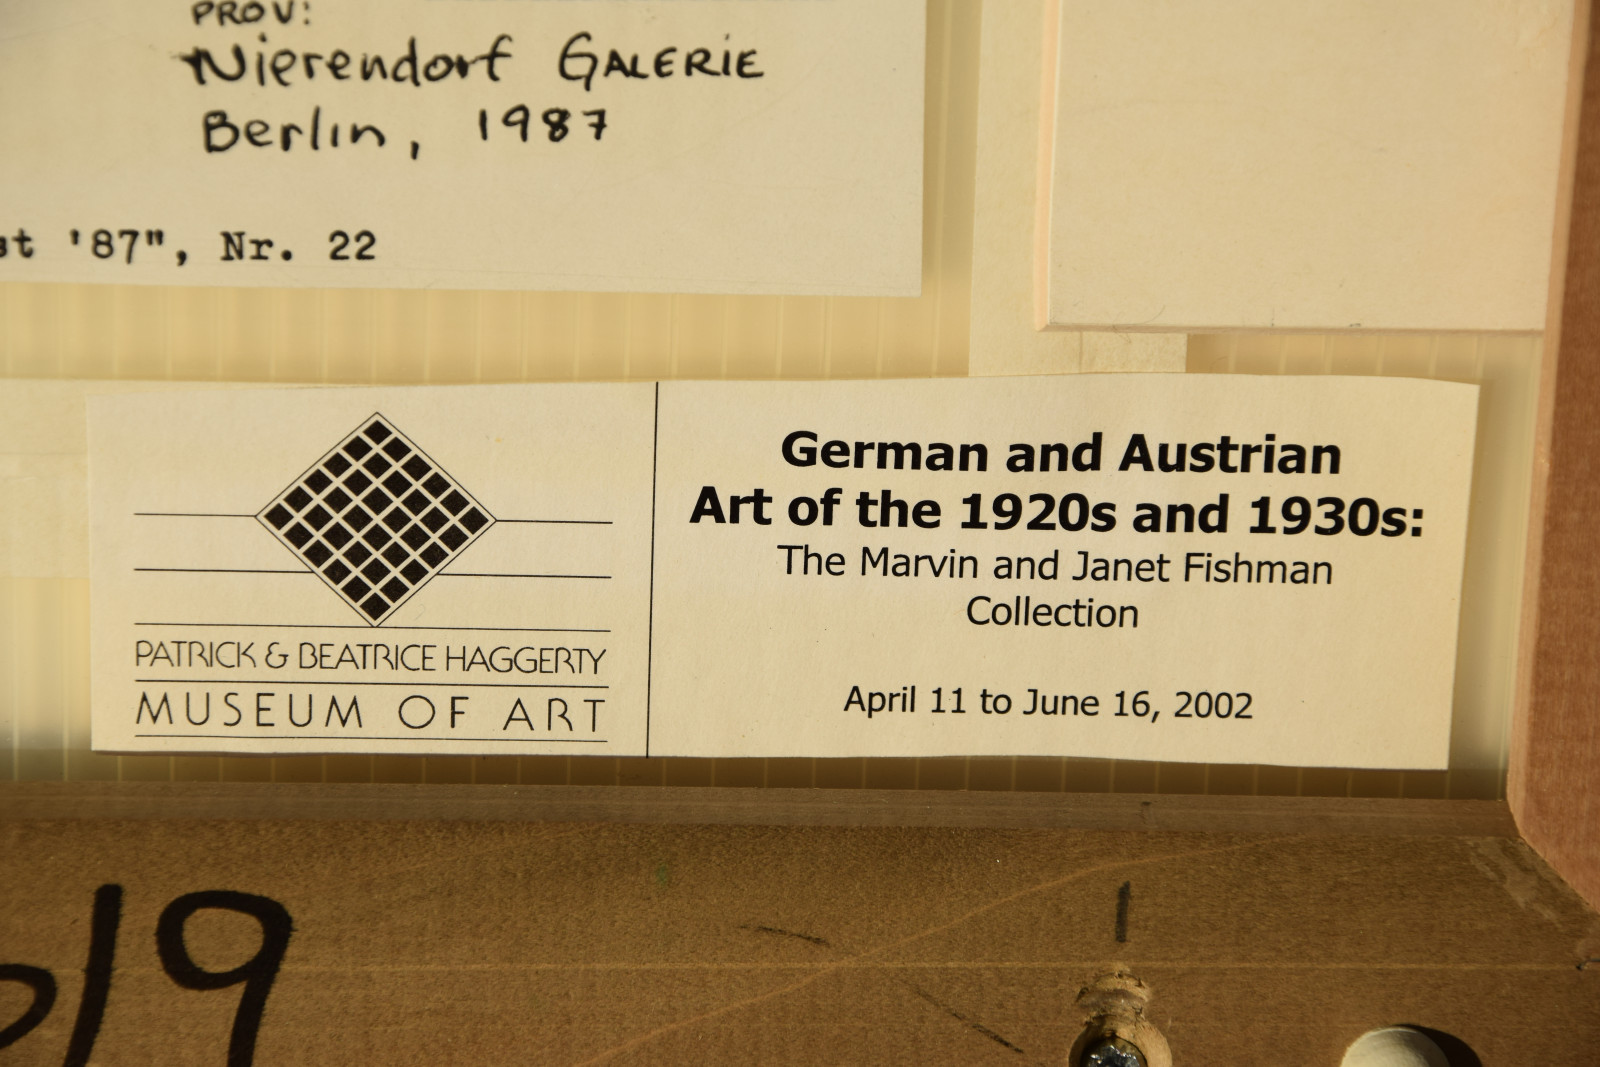 PROV:
Nierendorf GALERIE
Berlin, 1987
'87", Nr. 22
German and Austrian
Art of the 1920s and 1930s:
The Marvin and Janet Fishman
Collection
April 11 to June 16, 2002
PATRICK & BEATRICE HAGGERTY
MUSEUM OF ART